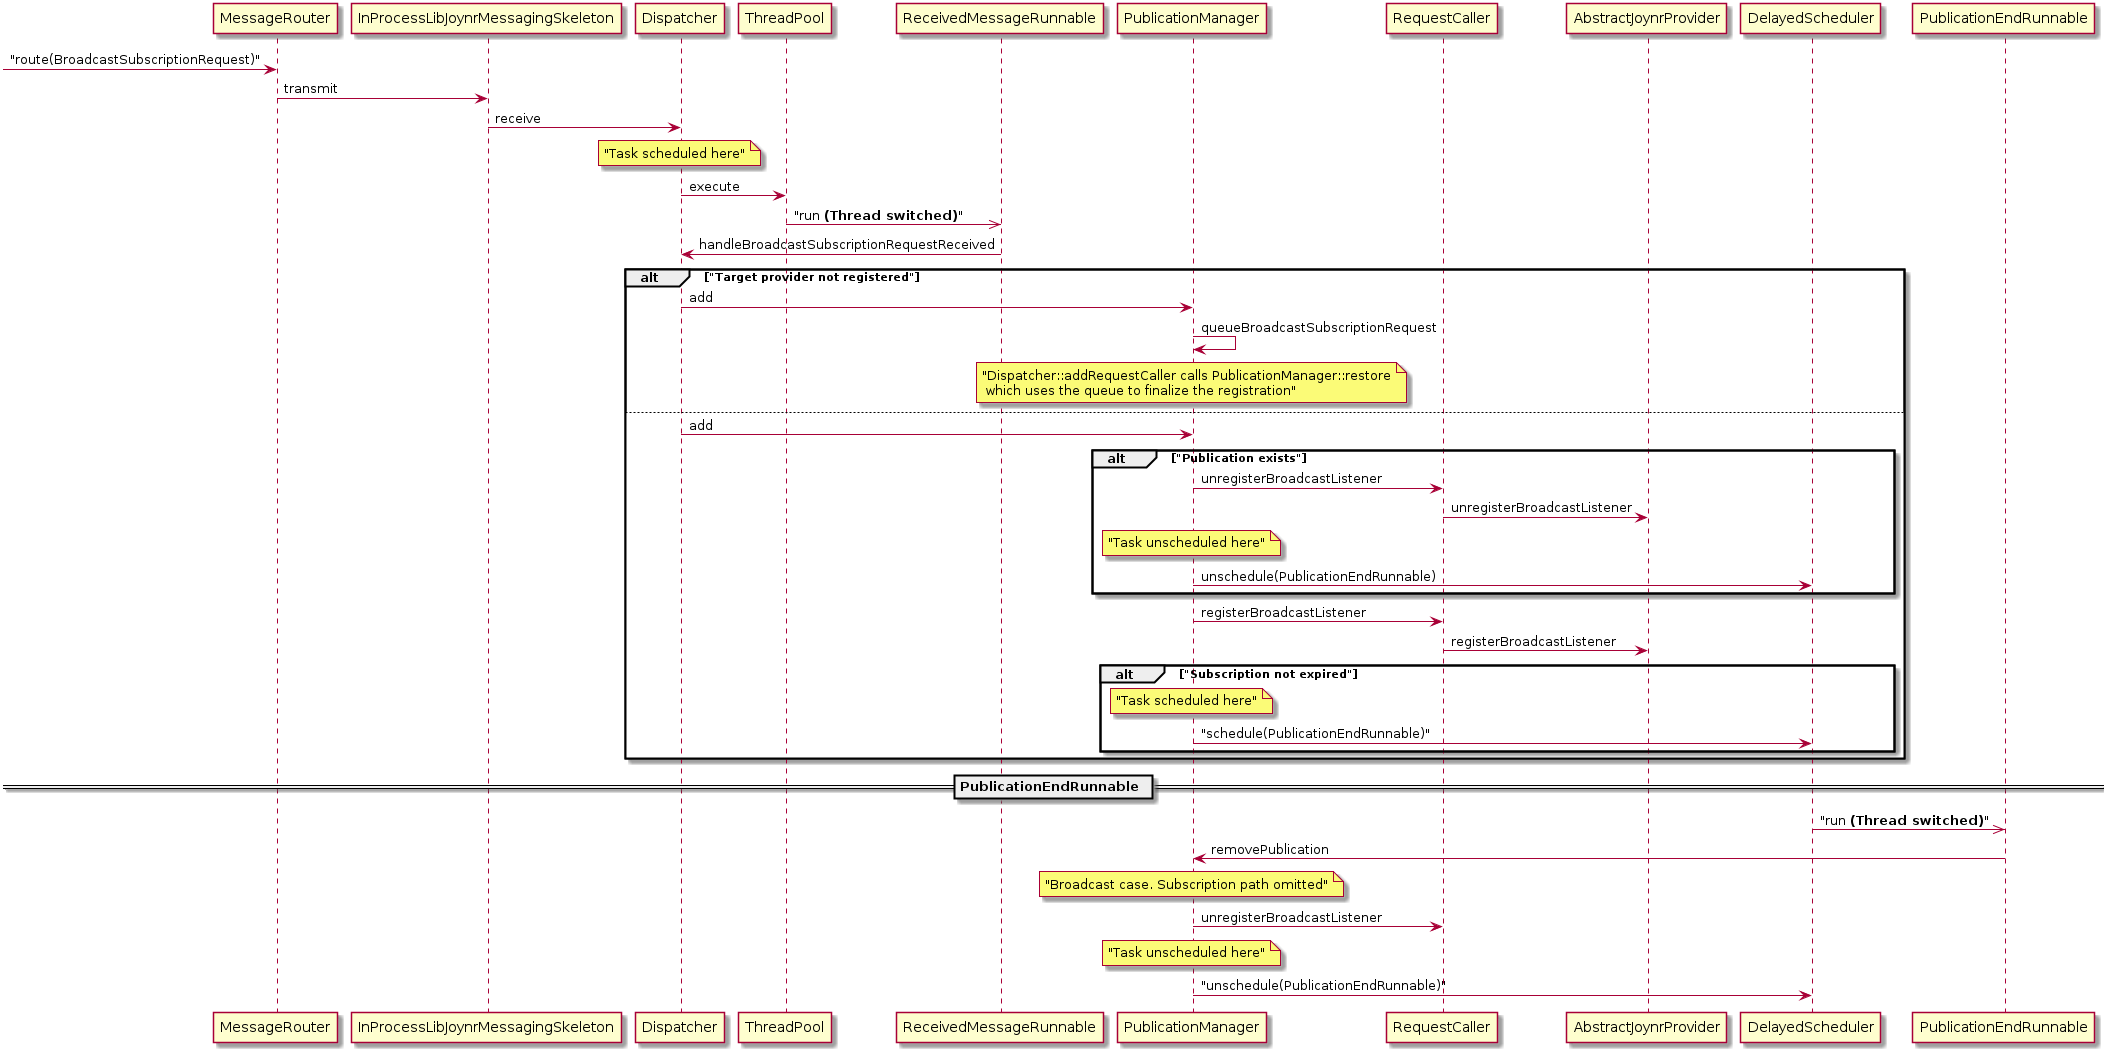 MessageRouter
InProcessLibJoynrMessagingSkeleton
Dispatcher
ThreadPool
ReceivedMessageRunnable
PublicationManager
RequestCaller
AbstractJoynrProvider
DelayedScheduler
PublicationEndRunnable
"route(BroadcastSubscriptionRequest)"
transmit
receive
"Task scheduled here"
execute
"run (Thread switched)"
handleBroadcastSubscriptionRequestReceived
alt ["Target provider not registered"]
add
queueBroadcastSubscriptionRequest
"Dispatcher::addRequestCaller calls PublicationManager::restore
which uses the queue to finalize the registration"
add
alt ["Publication exists"]
unregisterBroadcastListener
unregisterBroadcastListener
"Task unscheduled here"
unschedule(PublicationEndRunnable)
registerBroadcastListener
registerBroadcastListener
alt ["Subscription not expired"]
"Task scheduled here"
"schedule(PublicationEndRunnable)"
PublicationEndRunnable
"run (Thread switched)"
removePublication
"Broadcast case. Subscription path omitted"
unregisterBroadcastListener
"Task unscheduled here"
"unschedule(PublicationEndRunnable)"
MessageRouter
InProcessLibJoynrMessagingSkeleton
Dispatcher
ThreadPool
ReceivedMessageRunnable
PublicationManager
RequestCaller
AbstractJoynrProvider
DelayedScheduler
PublicationEndRunnable